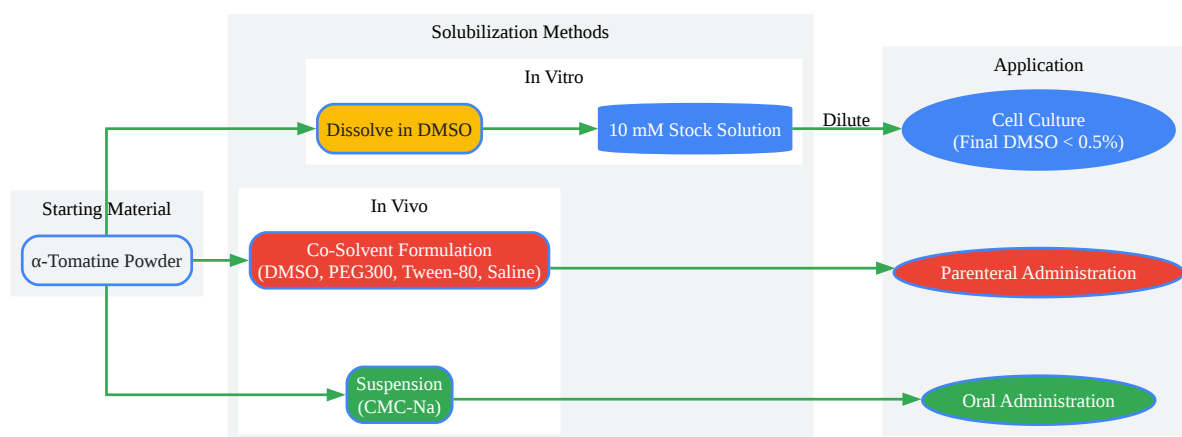 Solubilization Methods
In Vitro
Application
Dissolve in DMSO
10 mM Stock Solution
Dilute
Cell Culture
(Final DMSO < 0.5%)
Starting Material
α-Tomatine Powder
In Vivo
Co-Solvent Formulation
(DMSO, PEG300, Tween-80, Saline)
Parenteral Administration
Suspension
(CMC-Na)
Oral Administration